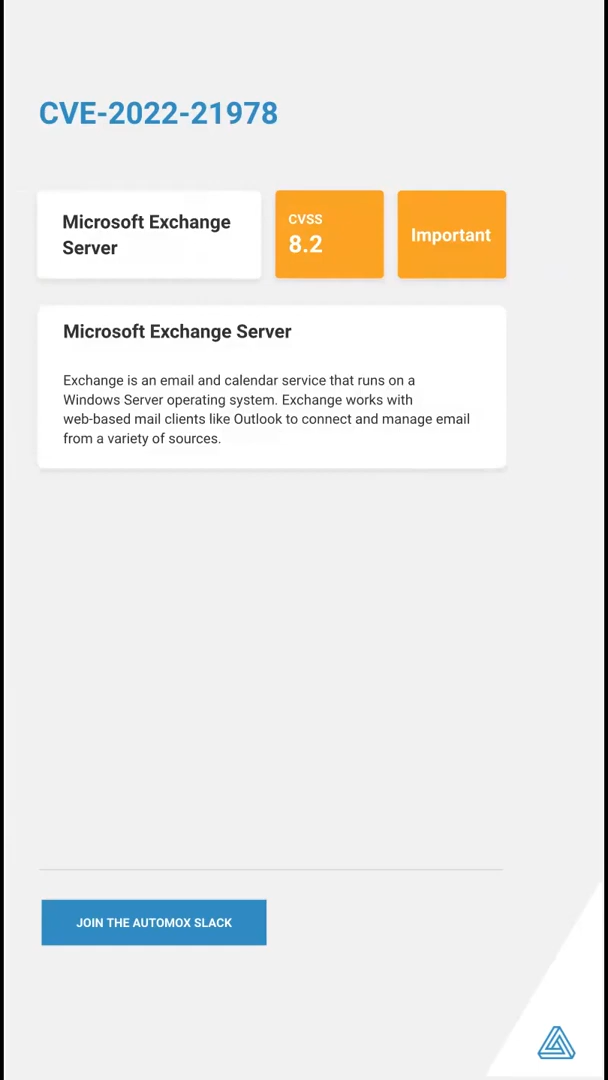 CVE-2022-21978
Microsoft Exchange
Server
CVSS
8.2
Important
Microsoft Exchange Server
Exchange is an email and calendar service that runs on a
Windows Server operating system. Exchange works with
web-based mail clients like Outlook to connect and manage email
from a variety of sources.
JOIN THE AUTOMOX SLACK